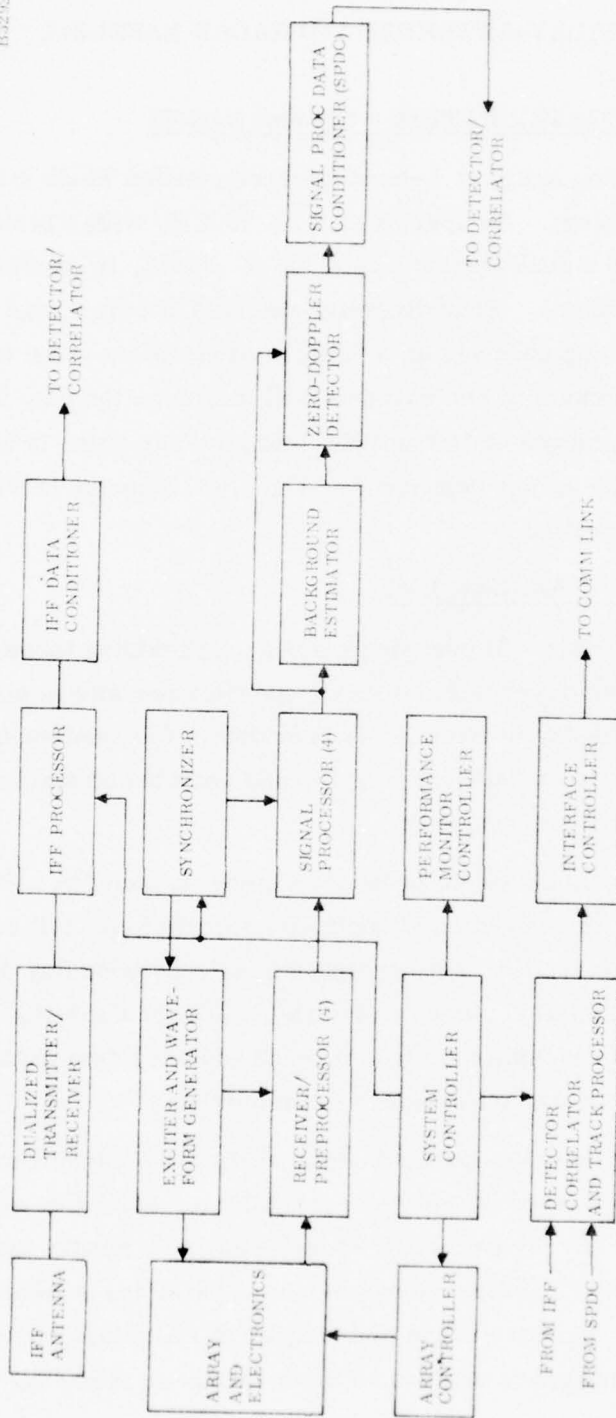 IFF
ANTENNA
DUALIZED
TRANSMITTER/
RECEIVER
IFF PROCESSOR
IFF DATA
CONDITIONER
TO DETECTOR/
CORRELATOR
ARRAY
AND
ELECTRONICS
EXCITER AND WAVE-
FORM GENERATOR
SYNCHRONIZER
RECEIVER/
PREPROCESSOR (4)
SIGNAL
PROCESSOR (4)
BACKGROUND
ESTIMATOR
ZERO-DOPPLER
DETECTOR
SIGNAL PROC DATA
CONDITIONER (SPDC)
TO DETECTOR/
CORRELATOR
ARRAY
CONTROLLER
SYSTEM
CONTROLLER
PERFORMANCE
MONITOR
CONTROLLER
FROM IFF
FROM SPDC
DETECTOR
CORRELATOR
AND TRACK PROCESSOR
INTERFACE
CONTROLLER
TO COMM LINK